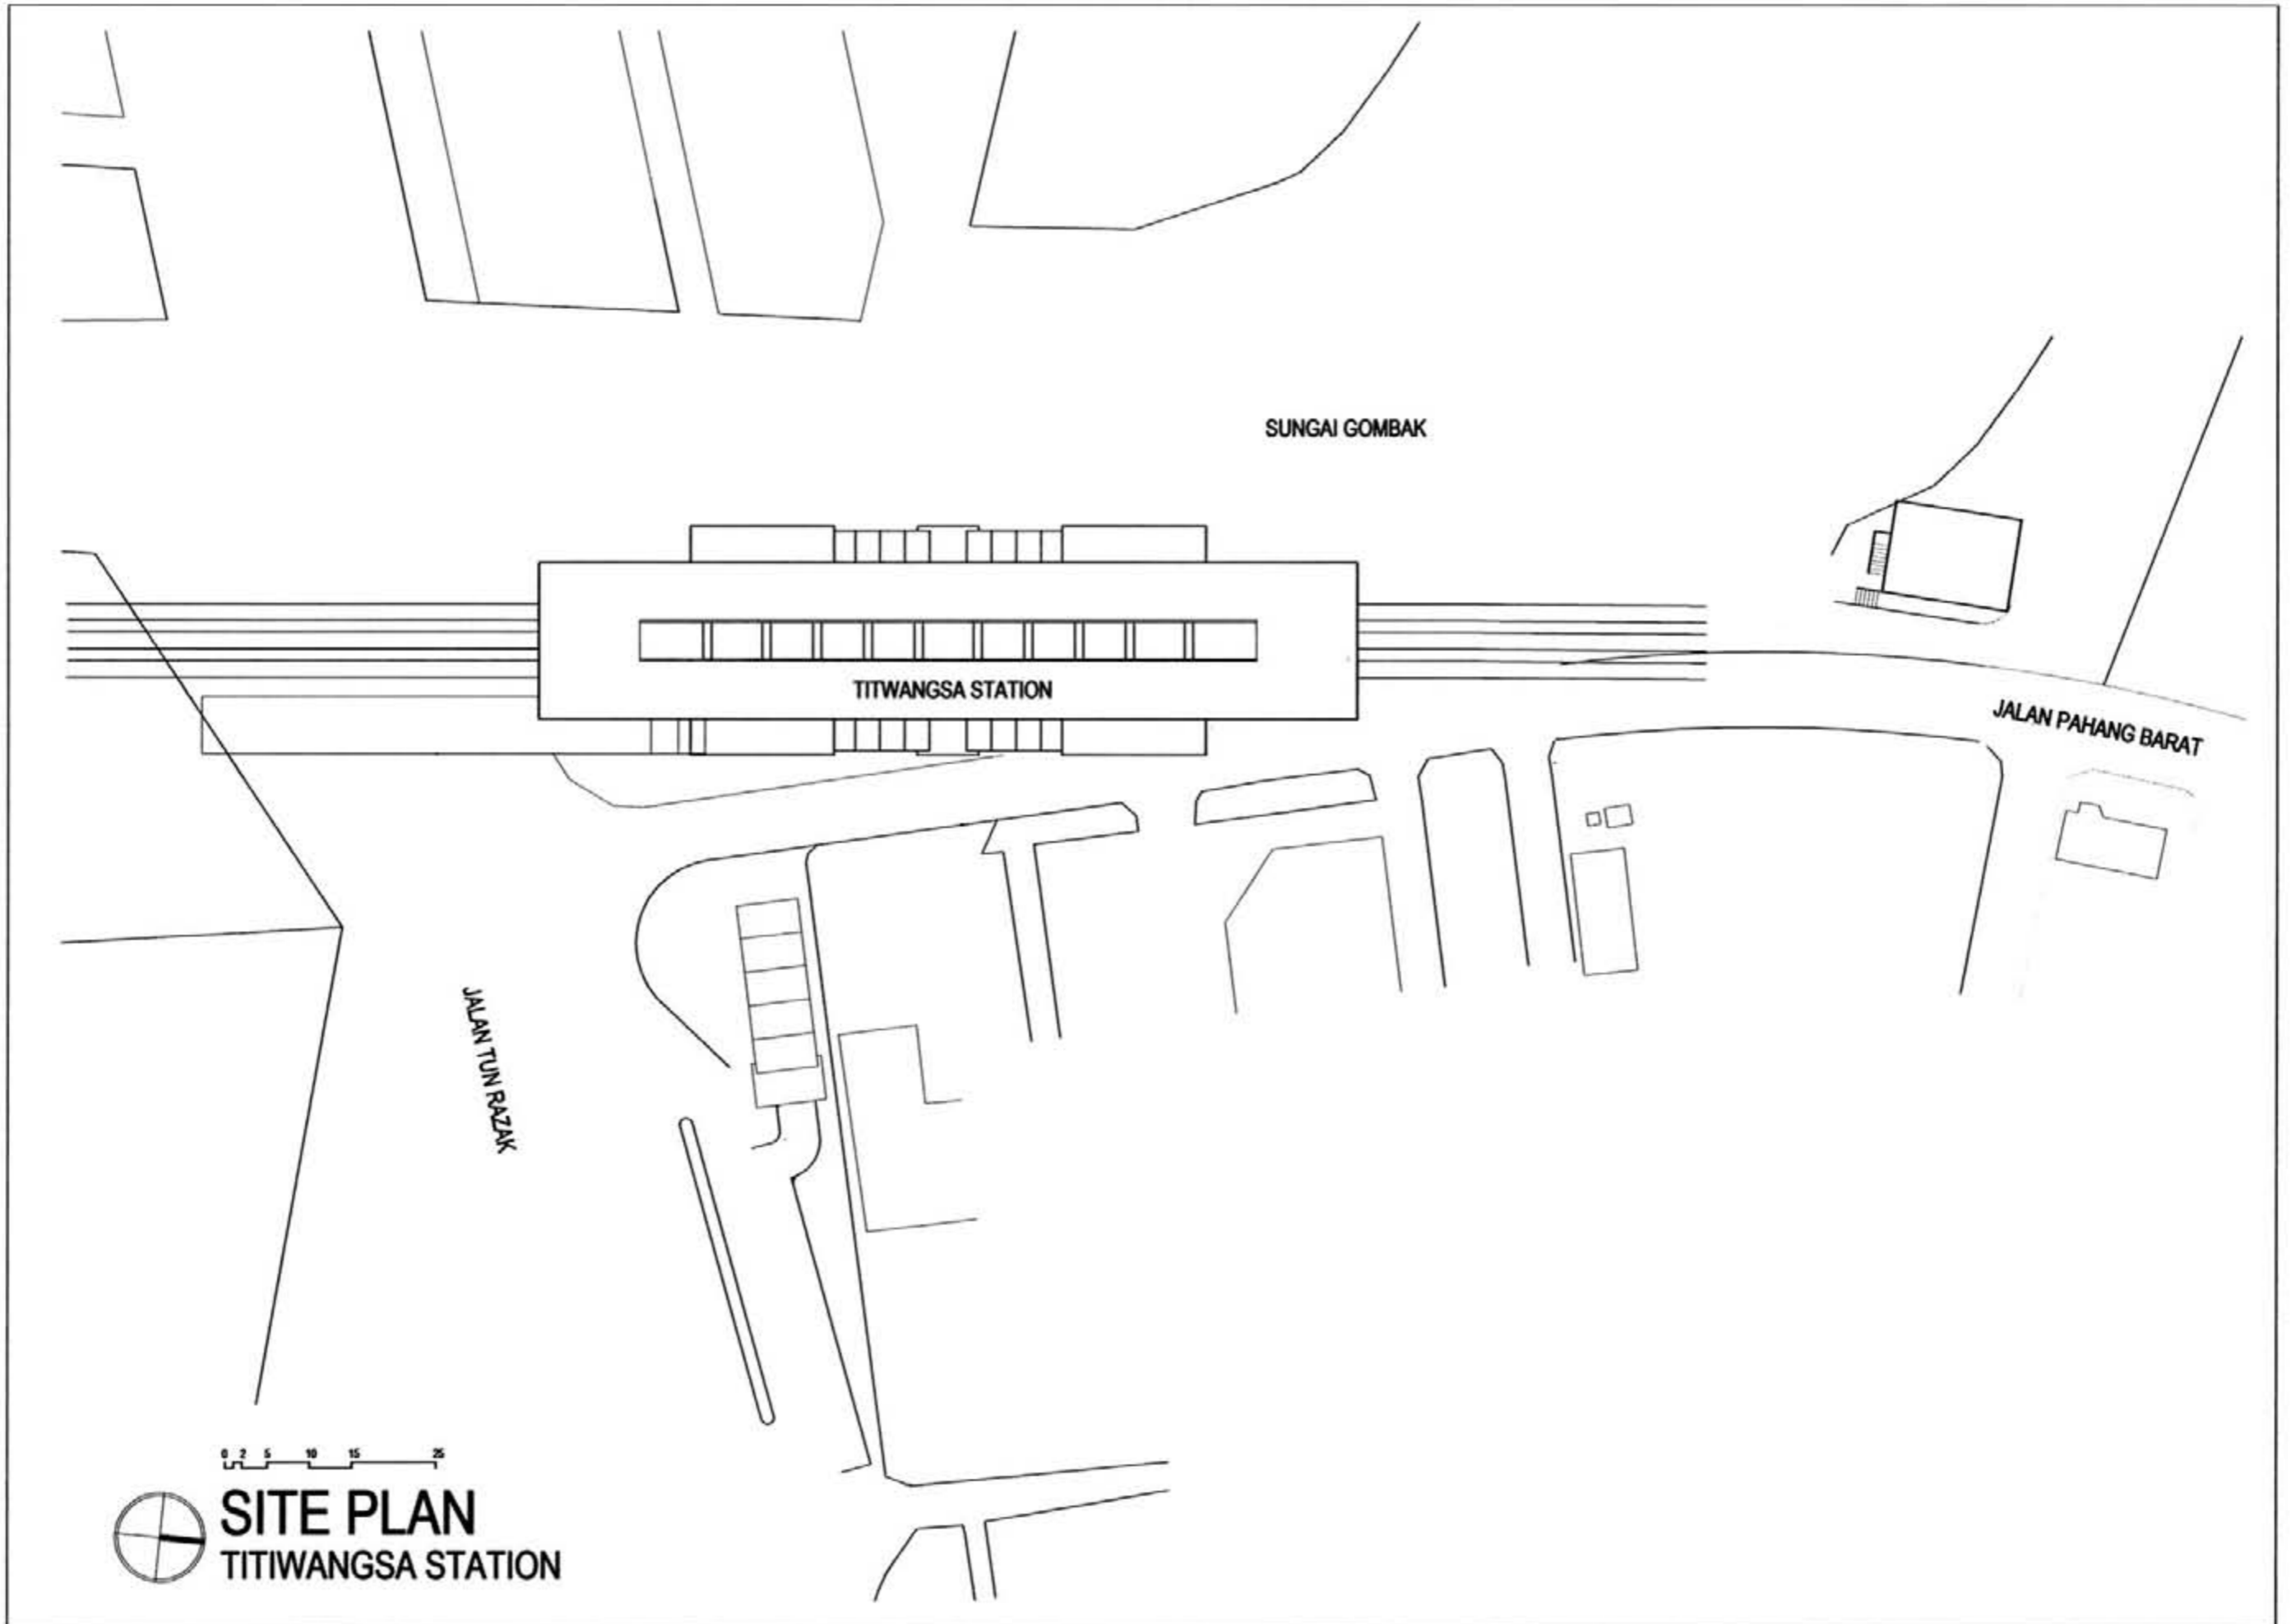 SUNGAI GOMBAK
TITWANGSA STATION
JALAN PAHANG BARAT
JALAN TUN RAZAK
0 2 5 10 15 25
SITE PLAN
TITIWANGSA STATION